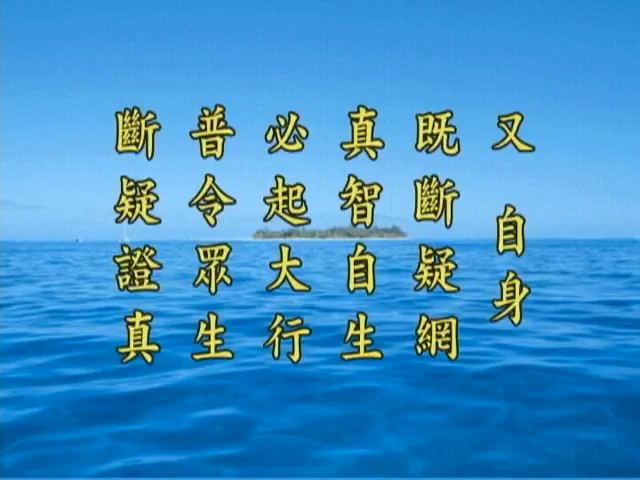 又自身
既斷疑網
真智自生
必起大行
普令眾生
斷疑證真